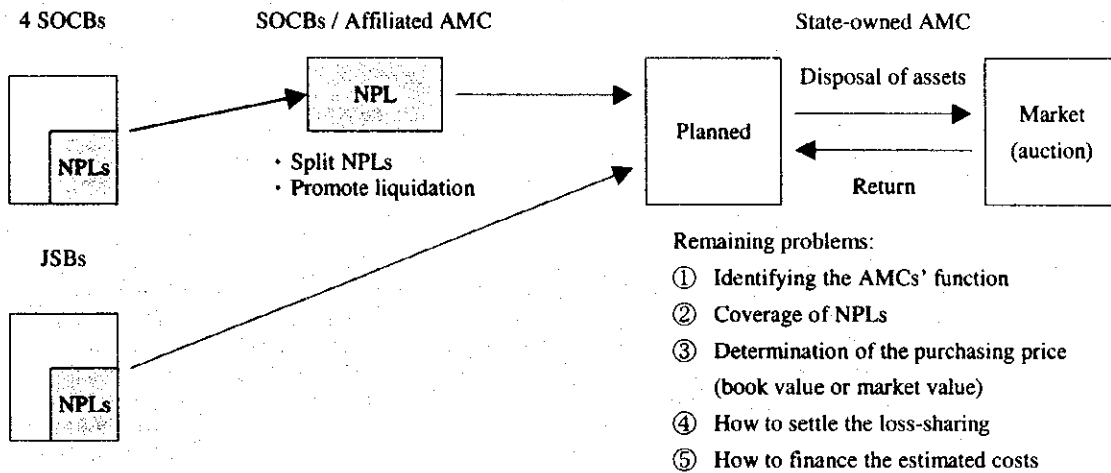 4 SOCBs
SOCBs / Affiliated AMC
State-owned AMC
NPLs
NPL
・Split NPLs
・Promote liquidation
Planned
Disposal of assets
Return
Market
(auction)
JSBs
NPLs
Remaining problems:
① Identifying the AMCs' function
② Coverage of NPLs
③ Determination of the purchasing price
(book value or market value)
④ How to settle the loss-sharing
⑤ How to finance the estimated costs